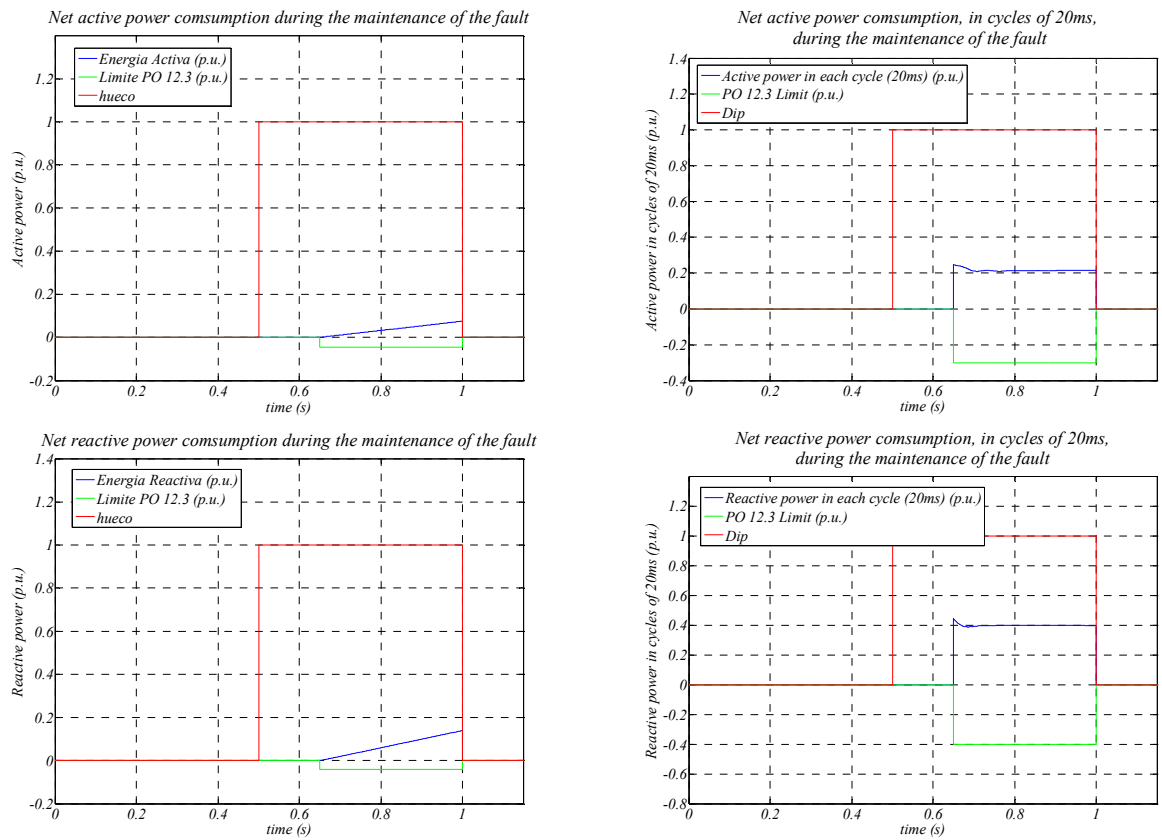 Net active power comsumption during the maintenance of the fault
Energia Activa (p.u.)
Limite PO 12.3 (p.u.)
hueco
Active power (p.u.)
1.2
1
0.8
0.6
0.4
0.2
0
-0.2
0 0.2 0.4 0.6 0.8 1
time (s)
Net active power comsumption, in cycles of 20ms,
during the maintenance of the fault
Active power in each cycle (20ms) (p.u.)
PO 12.3 Limit (p.u.)
Dip
Active power in cycles of 20ms (p.u.)
1.4
1.2
1
0.8
0.6
0.4
0.2
0
-0.2
-0.4
0 0.2 0.4 0.6 0.8 1
time (s)
Net reactive power comsumption during the maintenance of the fault
Energia Reactiva (p.u.)
Limite PO 12.3 (p.u.)
hueco
Reactive power (p.u.)
1.4
1.2
1
0.8
0.6
0.4
0.2
0
-0.2
0 0.2 0.4 0.6 0.8 1
time (s)
Net reactive power comsumption, in cycles of 20ms,
during the maintenance of the fault
Reactive power in each cycle (20ms) (p.u.)
PO 12.3 Limit (p.u.)
Dip
Reactive power in cycles of 20ms (p.u.)
1.2
1
0.8
0.6
0.4
0.2
0
-0.2
-0.4
-0.6
-0.8
0 0.2 0.4 0.6 0.8 1
time (s)